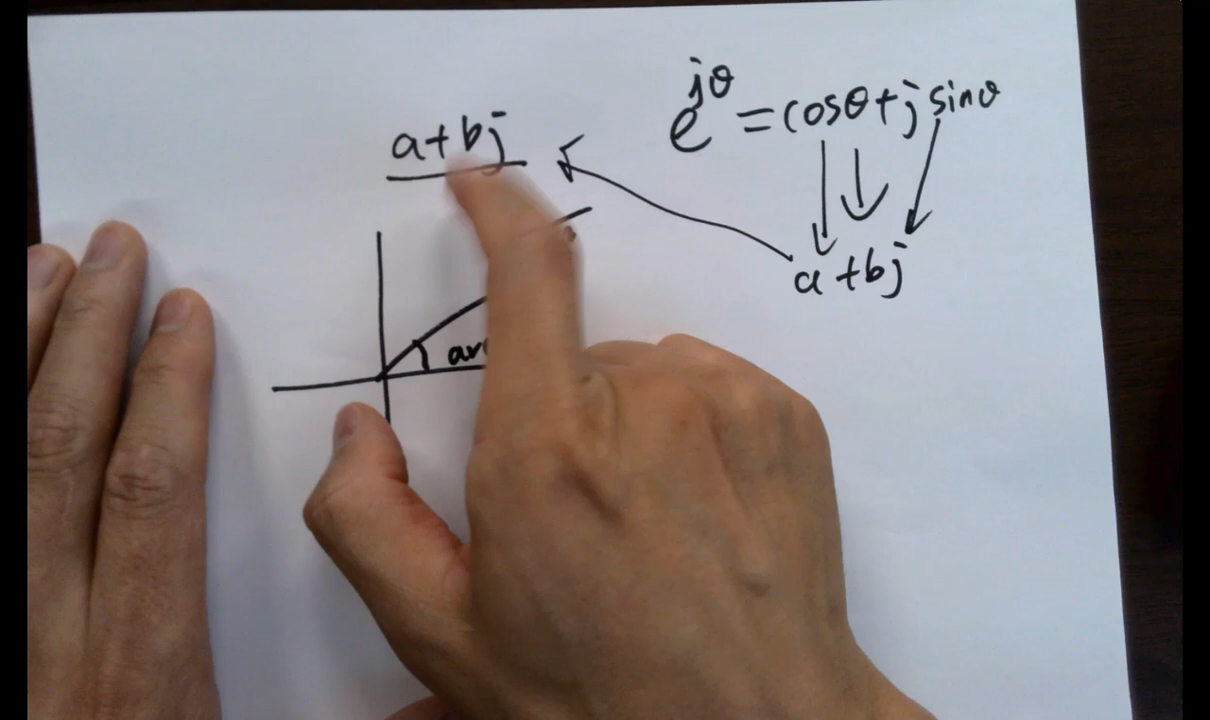 e^{jθ} = cosθ + j sinθ
a+bj
a+bj